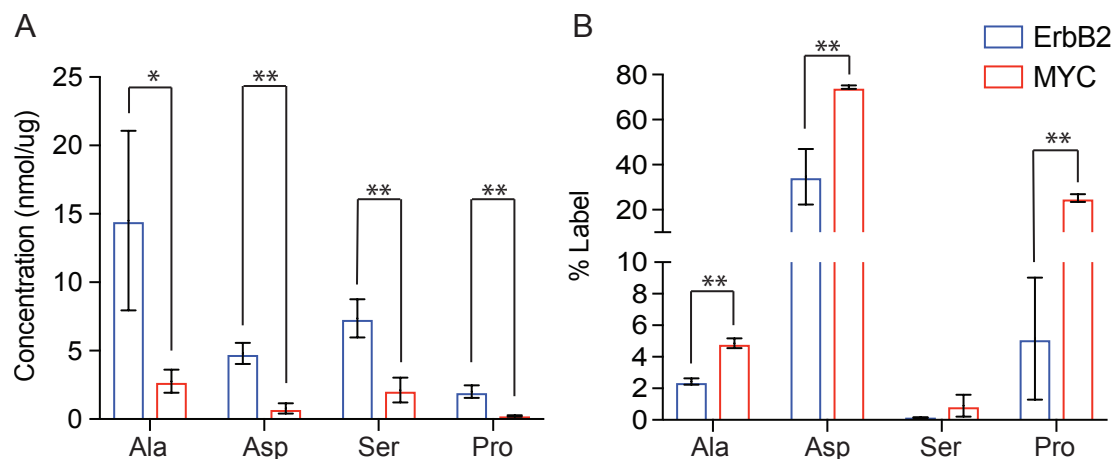 A
Concentration (nmol/ug)
25
20
15
10
5
0
*
**
**
**
Ala
Asp
Ser
Pro
B
% Label
80
60
40
20
10
8
6
4
2
0
**
**
**
Ala
Asp
Ser
Pro
ErbB2
MYC